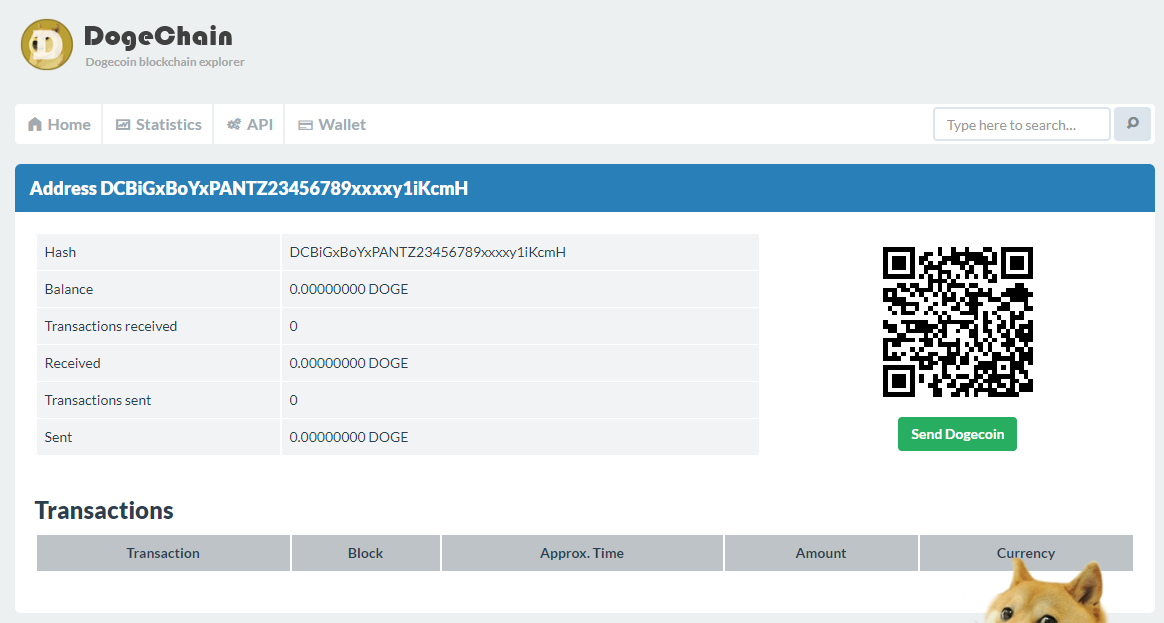 DogeChain
Dogecoin blockchain explorer
Home Statistics API Wallet Type here to search...
Address DCBiGxBoYxPANTZ23456789xxxxy1iKcmH
Hash DCBiGxBoYxPANTZ23456789xxxxy1iKcmH
Balance 0.00000000 DOGE
Transactions received 0
Received 0.00000000 DOGE
Transactions sent 0
Sent 0.00000000 DOGE
Send Dogecoin
Transactions
Transaction Block Approx. Time Amount Currency